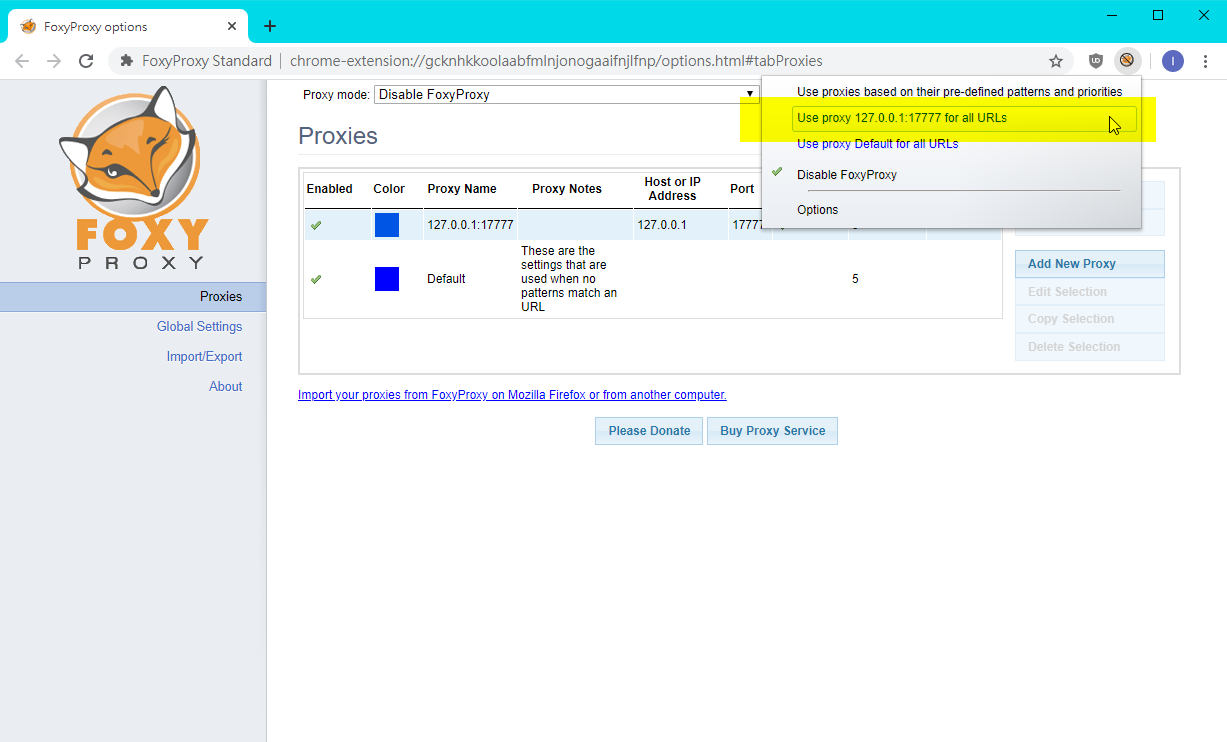 FoxyProxy options
FoxyProxy Standard chrome-extension://gcknhkkoolaabfmlnjonogaaifnjlfnp/options.html#tabProxies
I
Proxy mode: Disable FoxyProxy
Use proxies based on their pre-defined patterns and priorities
Use proxy 127.0.0.1:17777 for all URLs
Use proxy Default for all URLs
Disable FoxyProxy
Options
FOXY
PROXY
Proxies
Global Settings
Import/Export
About
Proxies
Enabled Color Proxy Name Proxy Notes Host or IP Address Port
127.0.0.1:17777 127.0.0.1 17777
Default These are the
settings that are
used when no
patterns match an
URL
5
Add New Proxy
Edit Selection
Copy Selection
Delete Selection
Import your proxies from FoxyProxy on Mozilla Firefox or from another computer.
Please Donate Buy Proxy Service